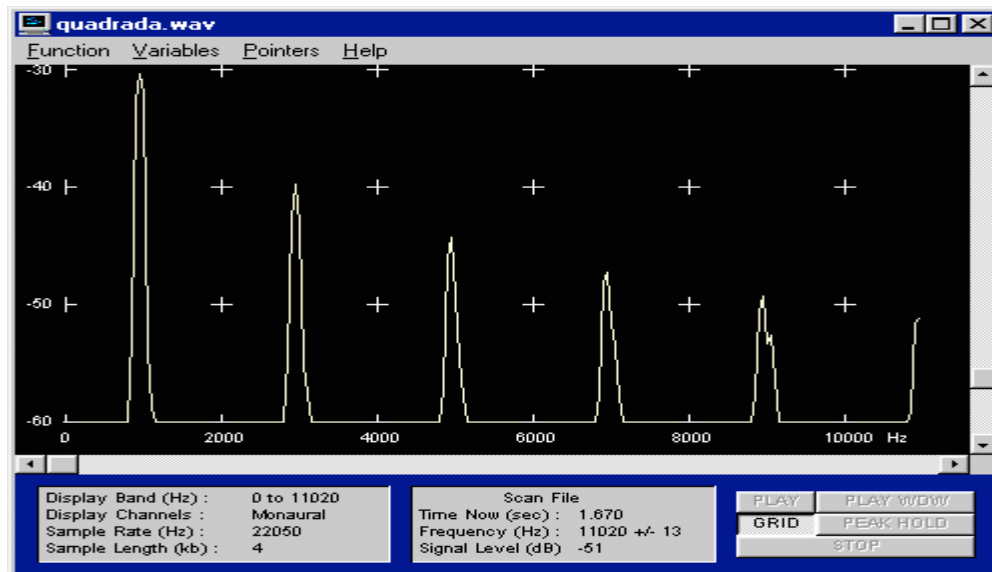 quadrada.wav
Function Variables Pointers Help
-30
-40
-50
-60
0 2000 4000 6000 8000 10000 Hz
Display Band (Hz) : 0 to 11020
Display Channels : Monaural
Sample Rate (Hz) : 22050
Sample Length (kb) : 4
Scan File
Time Now (sec) : 1.670
Frequency (Hz) : 11020 +/- 13
Signal Level (dB) -51
PLAY PLAY WDW
GRID PEAK HOLD
STOP